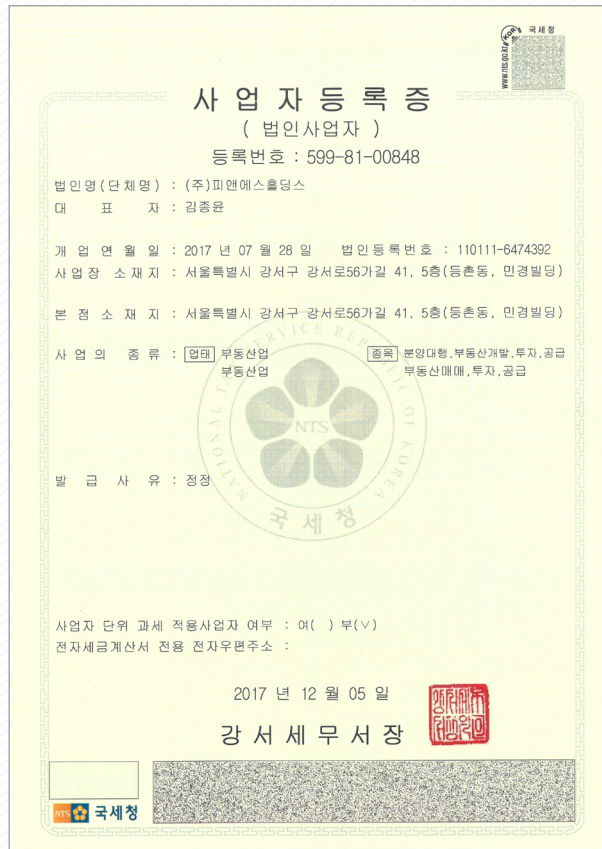 국세청
www.nts.go.kr
사업자등록증
( 법인사업자 )
등록번호 : 599-81-00848
법인명(단체명) : (주)피앤에스홀딩스
대 표 자 : 김종윤
개 업 연 월 일 : 2017 년 07 월 28 일 법인등록번호 : 110111-6474392
사업장 소재지 : 서울특별시 강서구 강서로56가길 41, 5층(등촌동, 민경빌딩)
본 점 소 재 지 : 서울특별시 강서구 강서로56가길 41, 5층(등촌동, 민경빌딩)
사 업 의 종 류 : 업태 부동산업 종목 분양대행,부동산개발,투자,공급
부동산업 부동산매매,투자,공급
NATIONAL TAX SERVICE REPUBLIC OF KOREA
NTS
국세청
발 급 사 유 : 정정
사업자 단위 과세 적용사업자 여부 : 여( ) 부(∨)
전자세금계산서 전용 전자우편주소 :
2017 년 12 월 05 일
강서세무서장
NTS 국세청